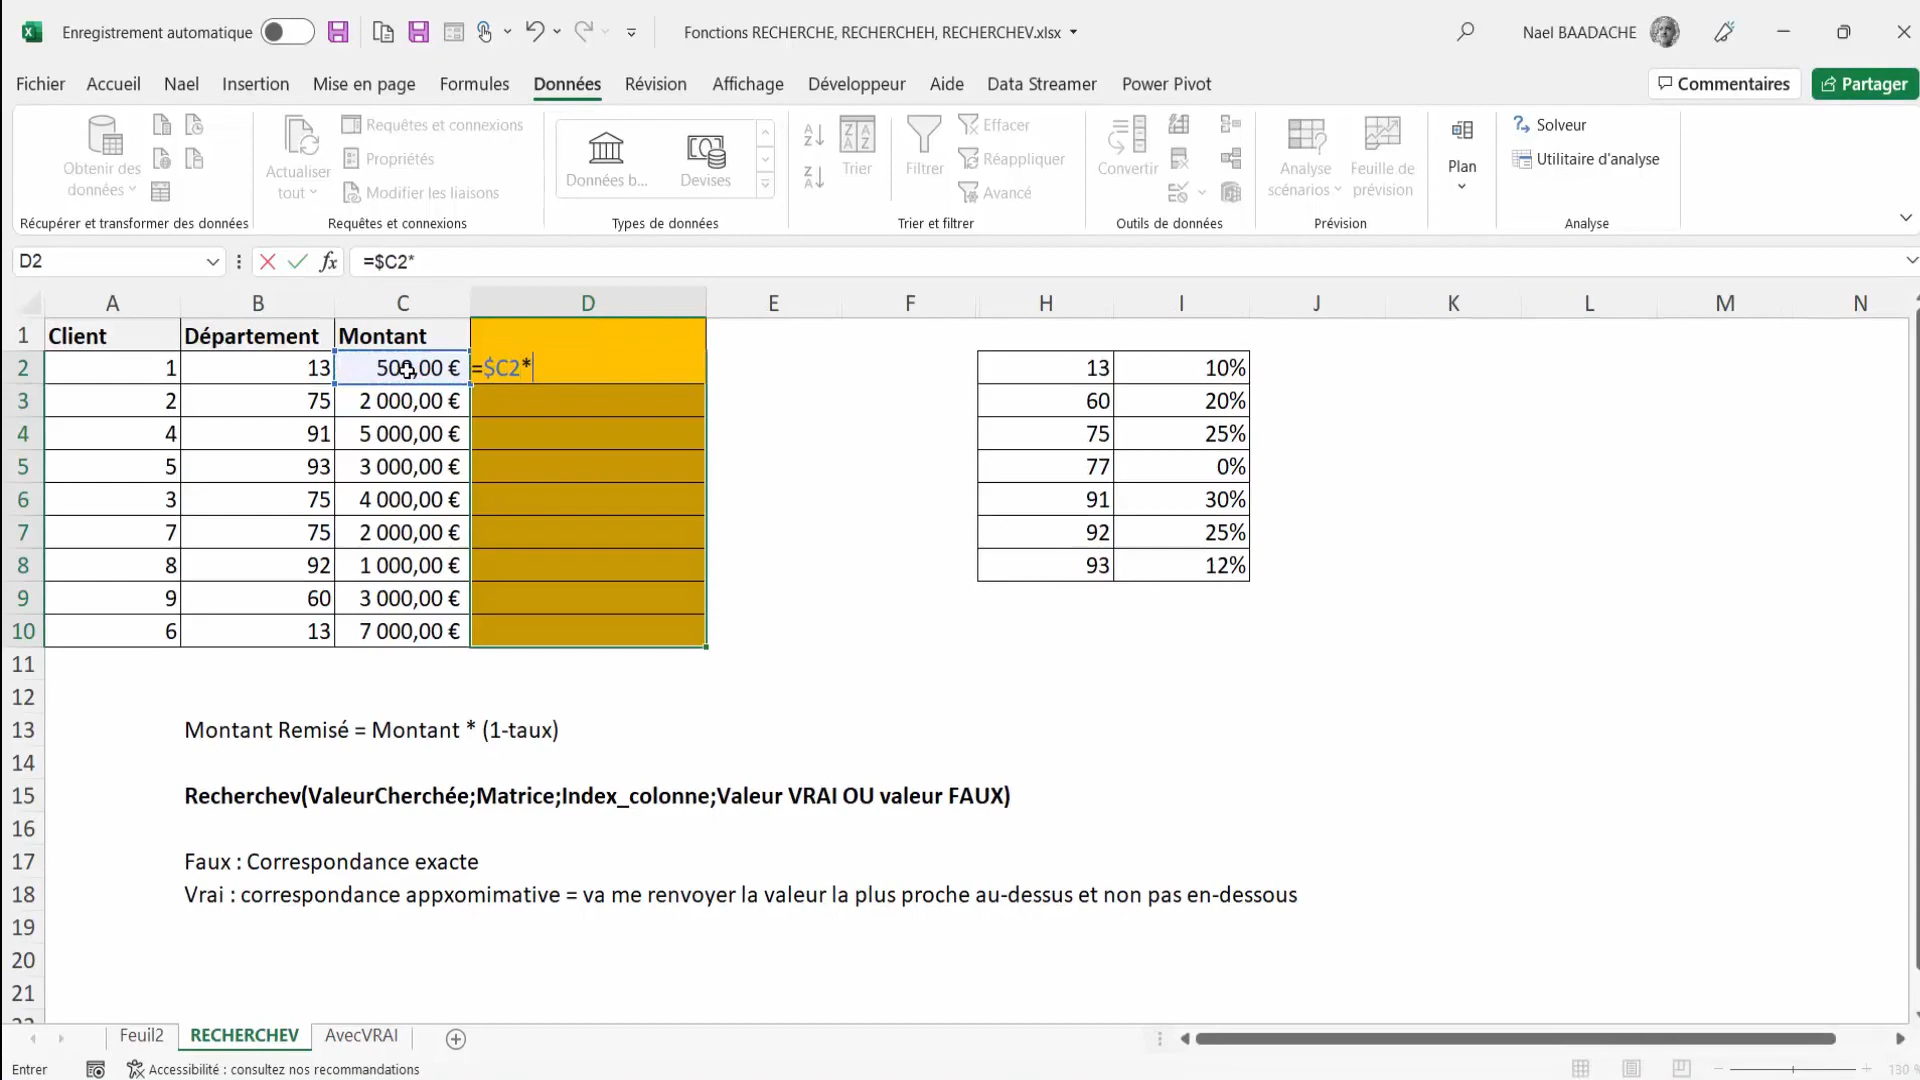 Enregistrement automatique
Fonctions RECHERCHE, RECHERCHEH, RECHERCHEV.xlsx
Nael BAADACHE
Fichier Accueil Nael Insertion Mise en page Formules Données Révision Affichage Développeur Aide Data Streamer Power Pivot
Commentaires Partager
Obtenir des
données
Récupérer et transformer des données
Actualiser
tout
Requêtes et connexions
Propriétés
Modifier les liaisons
Requêtes et connexions
Données b...
Devises
Types de données
Trier
Filtrer
Effacer
Réappliquer
Avancé
Trier et filtrer
Convertir
Outils de données
Analyse
scénarios
Feuille de
prévision
Prévision
Plan
Solveur
Utilitaire d'analyse
Analyse
D2 fx =$C2*
A B C D E F H I J K L M N
1 Client Département Montant
2 1 13 500,00 € =$C2* 13 10%
3 2 75 2 000,00 € 60 20%
4 4 91 5 000,00 € 75 25%
5 5 93 3 000,00 € 77 0%
6 3 75 4 000,00 € 91 30%
7 7 75 2 000,00 € 92 25%
8 8 92 1 000,00 € 93 12%
9 9 60 3 000,00 €
10 6 13 7 000,00 €
11
12
13 Montant Remisé = Montant * (1-taux)
14
15 Recherchev(ValeurCherchée;Matrice;Index_colonne;Valeur VRAI OU valeur FAUX)
16
17 Faux : Correspondance exacte
18 Vrai : correspondance appxomimative = va me renvoyer la valeur la plus proche au-dessus et non pas en-dessous
19
20
21
Feuil2 RECHERCHEV AvecVRAI
Entrer Accessibilité : consultez nos recommandations 130 %